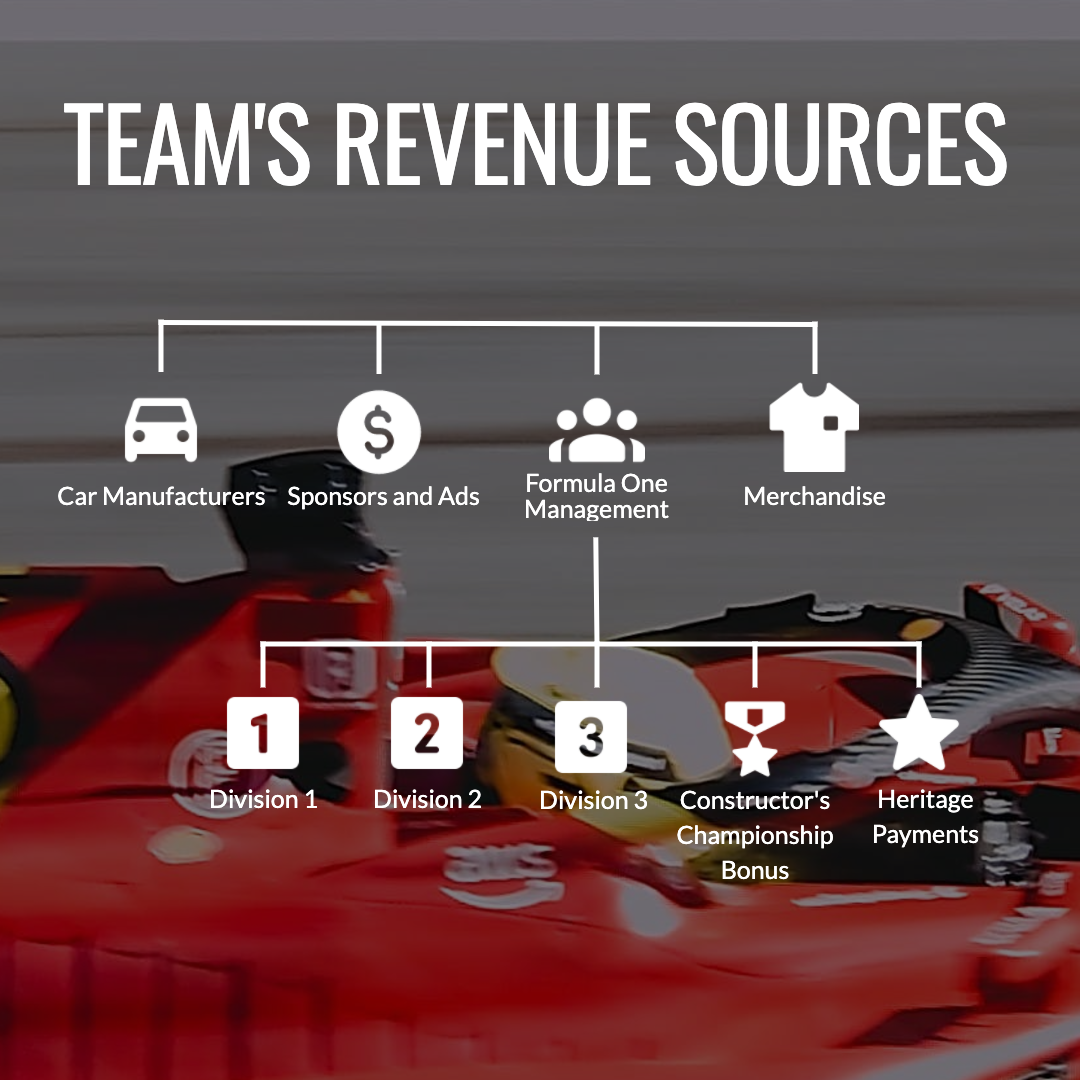 TEAM'S REVENUE SOURCES
$
Car Manufacturers
Sponsors and Ads
Formula One
Management
Merchandise
1
2
3
Division 1
Division 2
Division 3
Constructor's
Championship
Bonus
Heritage
Payments
aws